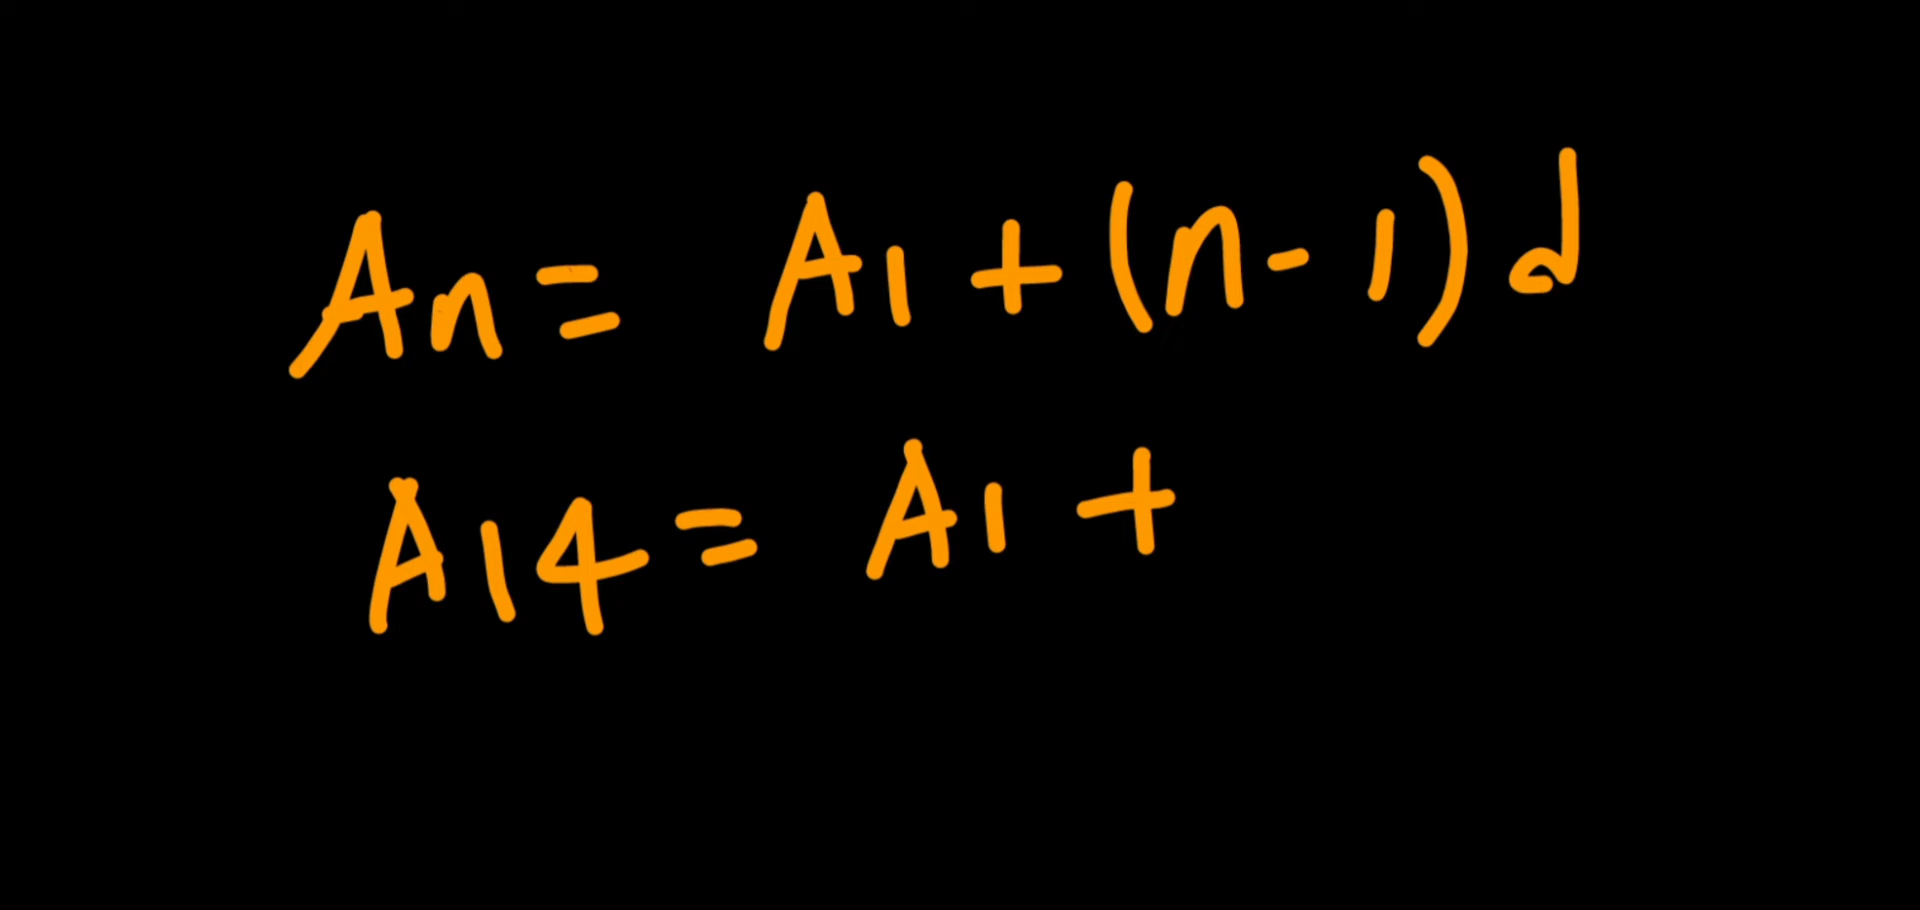 An = A1 + (n - 1) d
A14 = A1 +